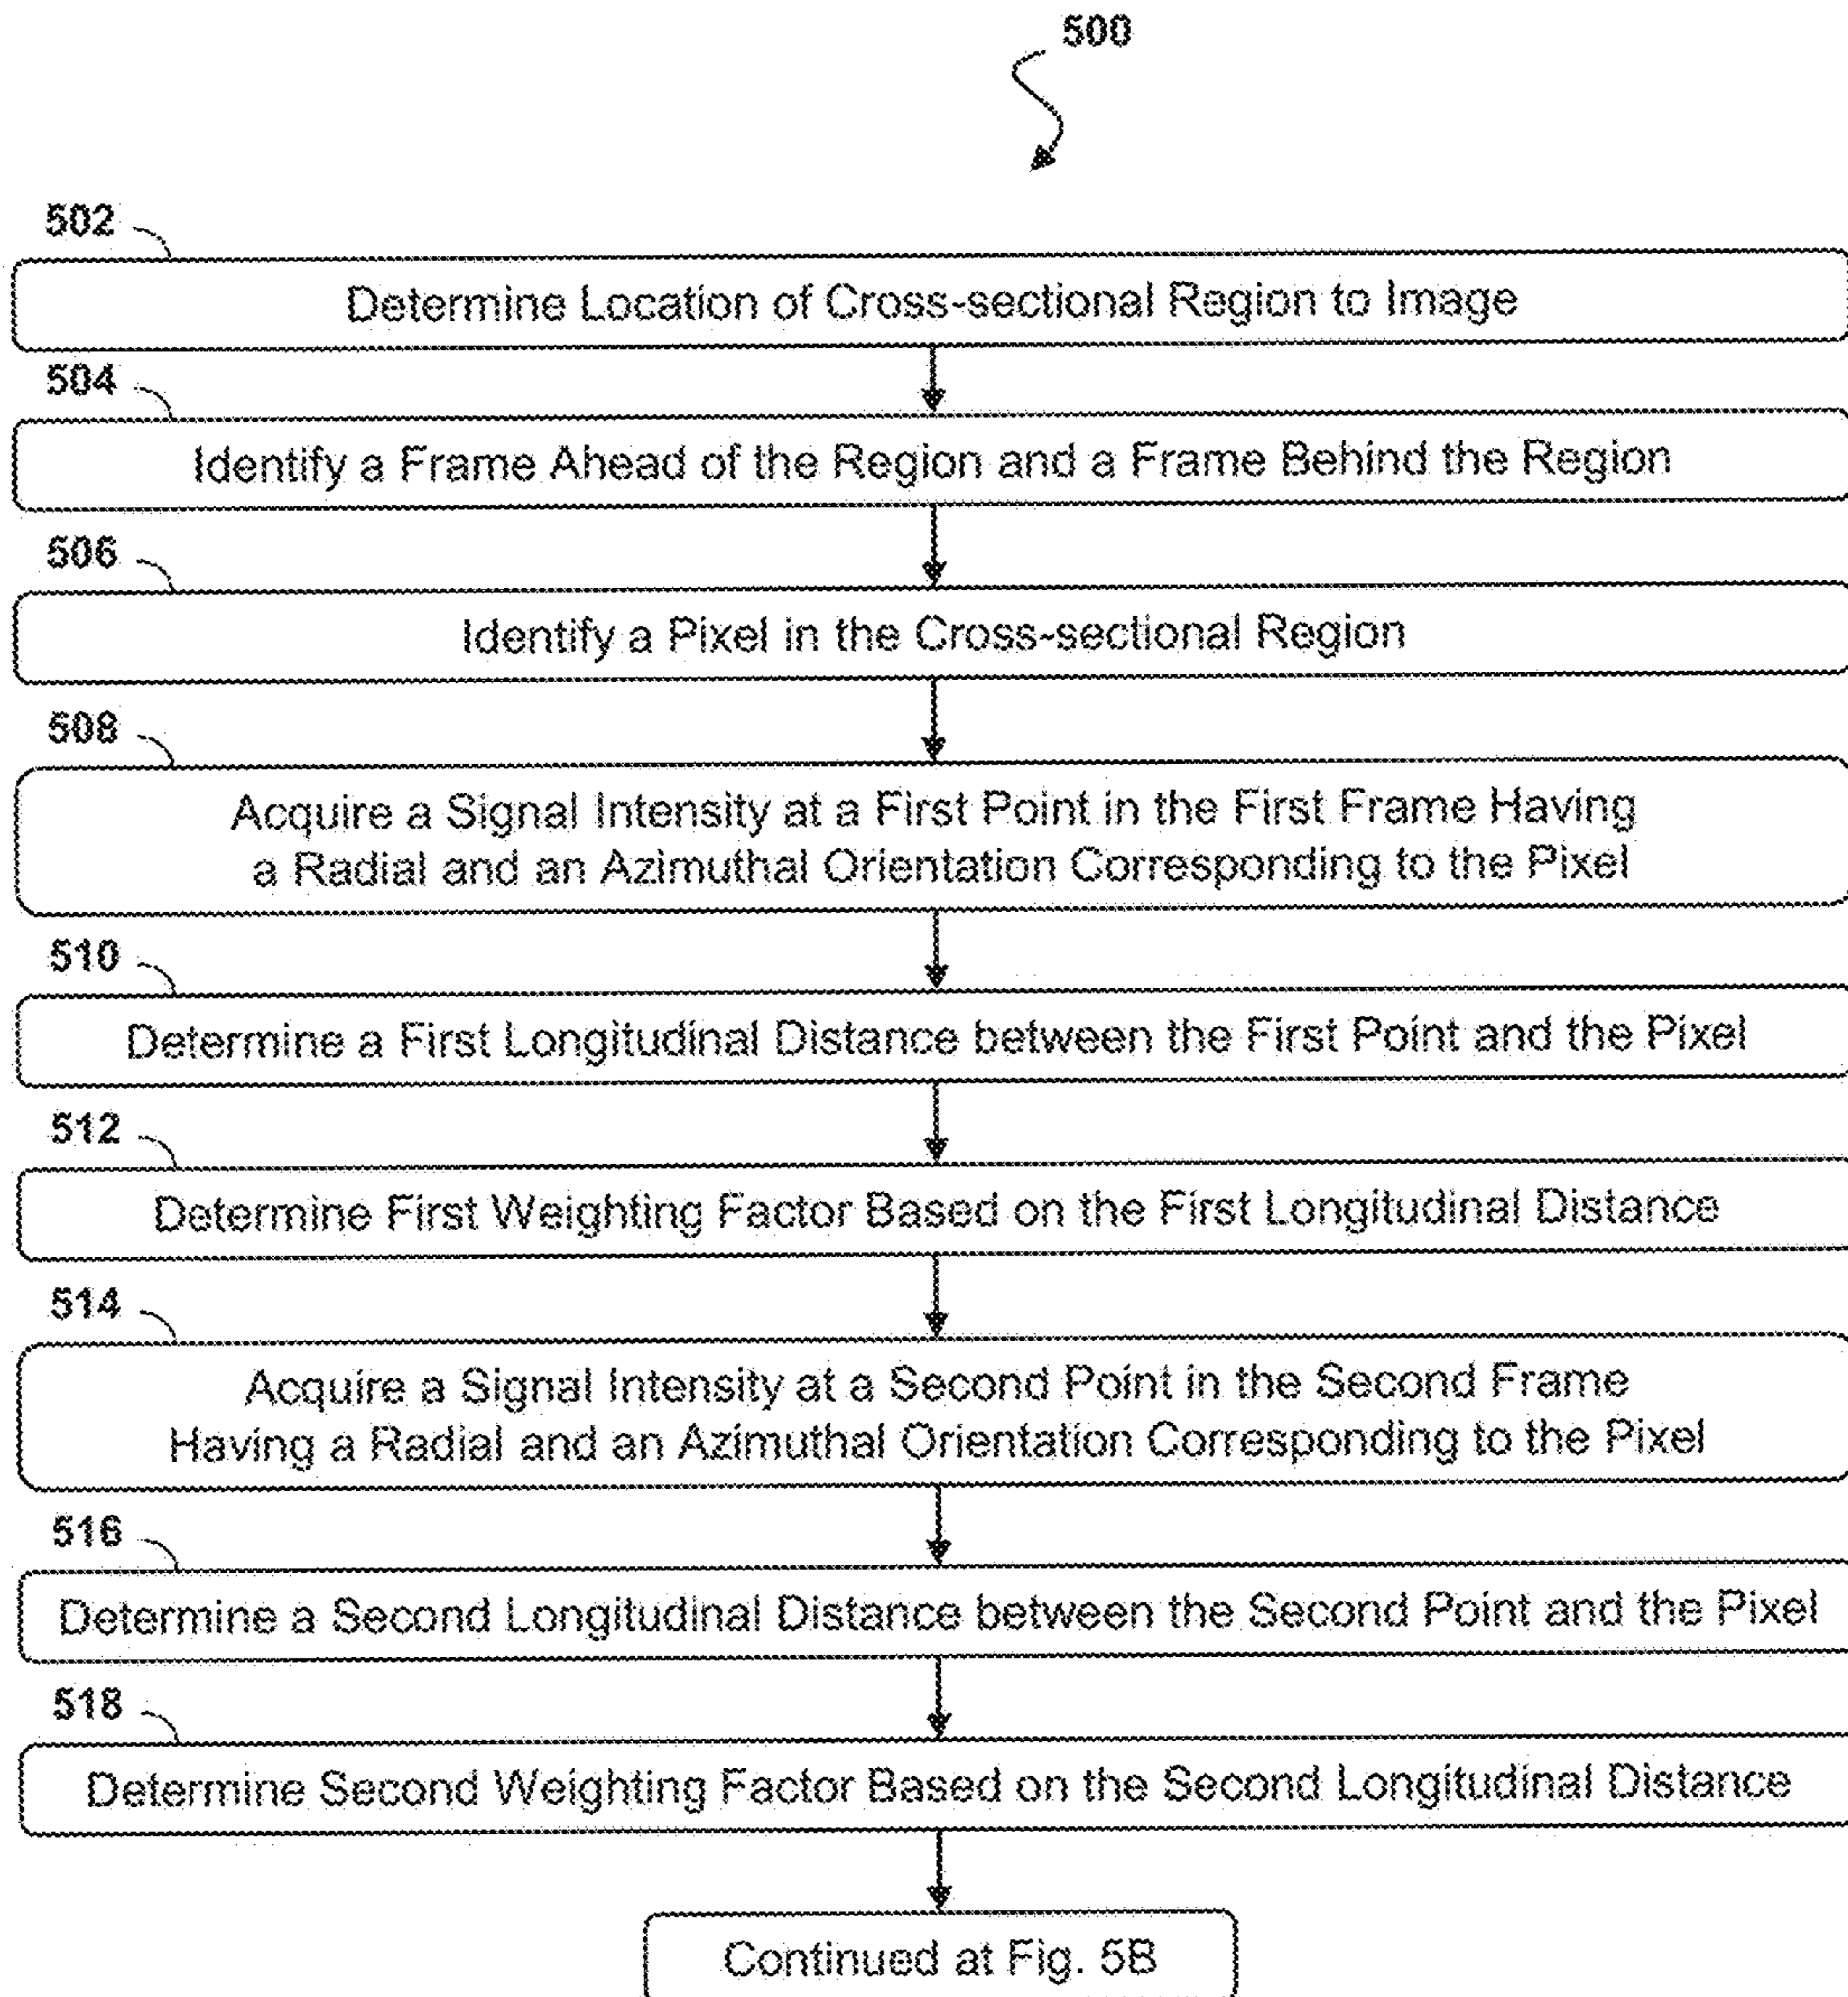 500
502
Determine Location of Cross-sectional Region to Image
504
Identify a Frame Ahead of the Region and a Frame Behind the Region
506
Identify a Pixel in the Cross-sectional Region
508
Acquire a Signal Intensity at a First Point in the First Frame Having
a Radial and an Azimuthal Orientation Corresponding to the Pixel
510
Determine a First Longitudinal Distance between the First Point and the Pixel
512
Determine First Weighting Factor Based on the First Longitudinal Distance
514
Acquire a Signal Intensity at a Second Point in the Second Frame
Having a Radial and an Azimuthal Orientation Corresponding to the Pixel
516
Determine a Second Longitudinal Distance between the Second Point and the Pixel
518
Determine Second Weighting Factor Based on the Second Longitudinal Distance
Continued at Fig. 5B